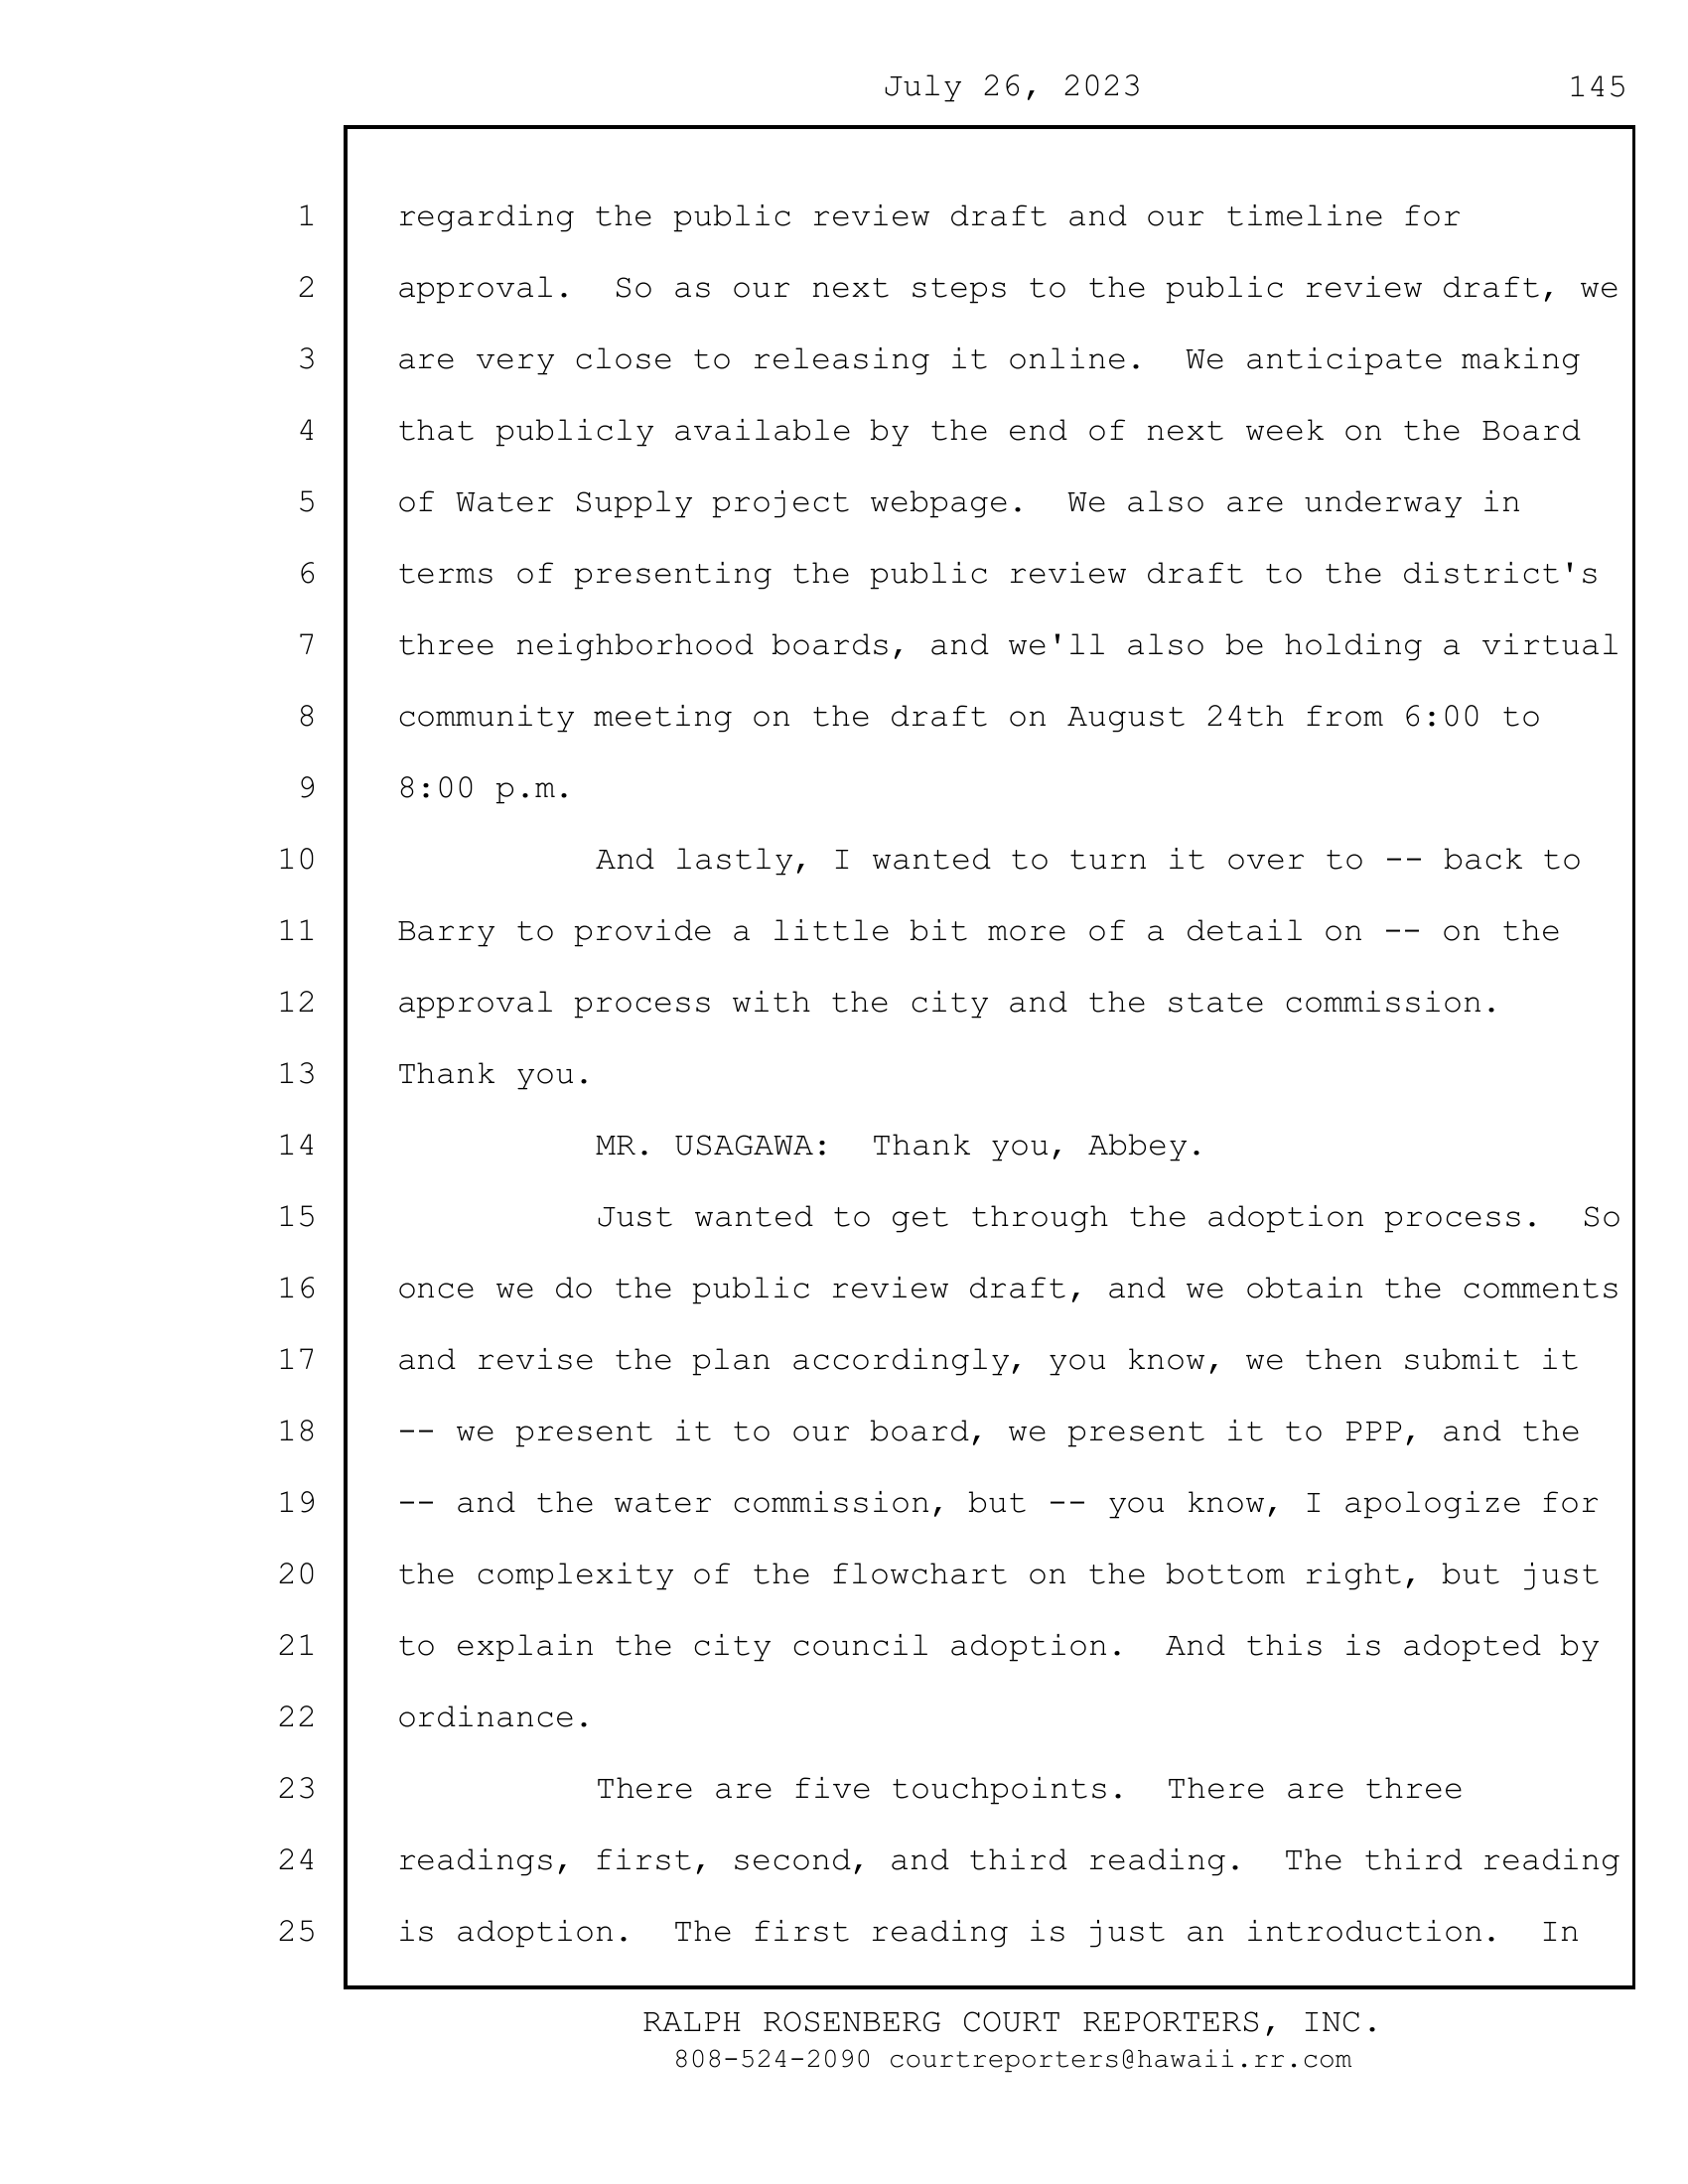 July 26, 2023 145
1 regarding the public review draft and our timeline for
2 approval. So as our next steps to the public review draft, we
3 are very close to releasing it online. We anticipate making
4 that publicly available by the end of next week on the Board
5 of Water Supply project webpage. We also are underway in
6 terms of presenting the public review draft to the district's
7 three neighborhood boards, and we'll also be holding a virtual
8 community meeting on the draft on August 24th from 6:00 to
9 8:00 p.m.
10 And lastly, I wanted to turn it over to -- back to
11 Barry to provide a little bit more of a detail on -- on the
12 approval process with the city and the state commission.
13 Thank you.
14 MR. USAGAWA: Thank you, Abbey.
15 Just wanted to get through the adoption process. So
16 once we do the public review draft, and we obtain the comments
17 and revise the plan accordingly, you know, we then submit it
18 -- we present it to our board, we present it to PPP, and the
19 -- and the water commission, but -- you know, I apologize for
20 the complexity of the flowchart on the bottom right, but just
21 to explain the city council adoption. And this is adopted by
22 ordinance.
23 There are five touchpoints. There are three
24 readings, first, second, and third reading. The third reading
25 is adoption. The first reading is just an introduction. In
RALPH ROSENBERG COURT REPORTERS, INC.
808-524-2090 courtreporters@hawaii.rr.com